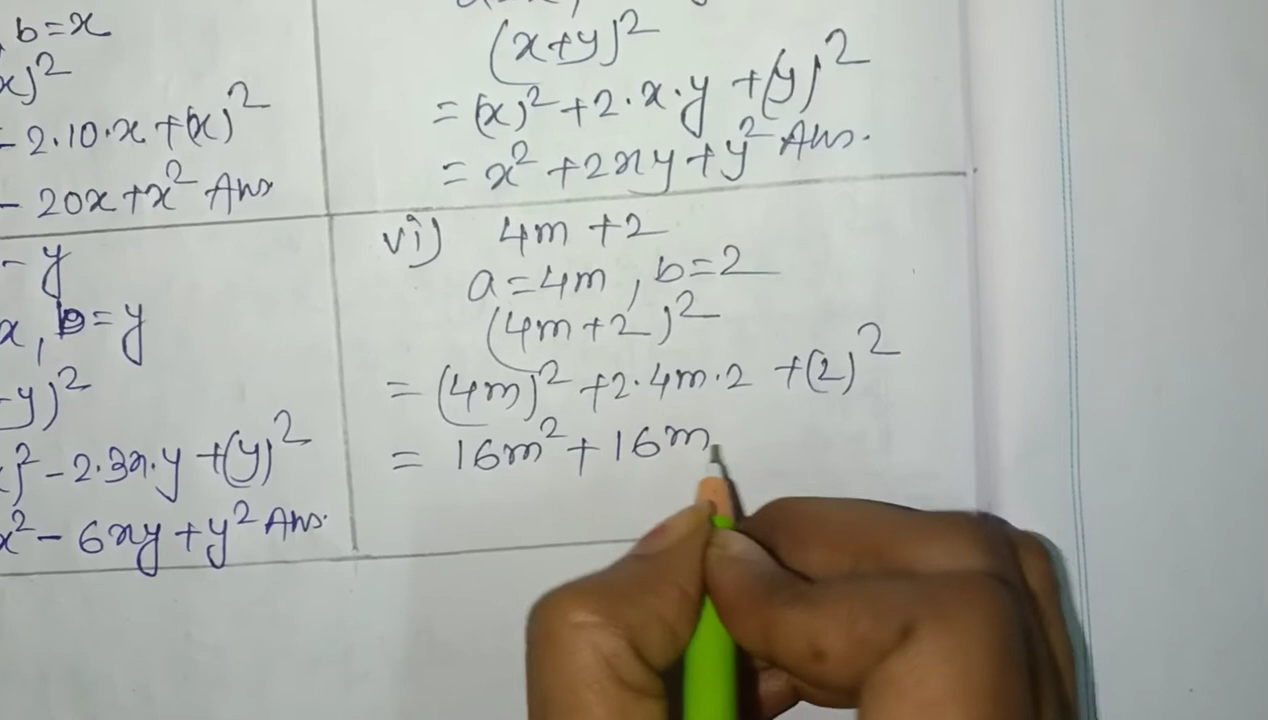 , b=x
x)²
- 2·10·x +(x)²
- 20x+x² Ans
(x+y)²
= (x)²+2·x·y +(y)²
= x²+2xy+y² Ans.
- y
x, b=y
-y)²
)²-2·3x·y +(y)²
x²- 6xy+y² Ans.
vi) 4m +2
a=4m, b=2
(4m+2)²
= (4m)²+2·4m·2 +(2)²
= 16m²+16m